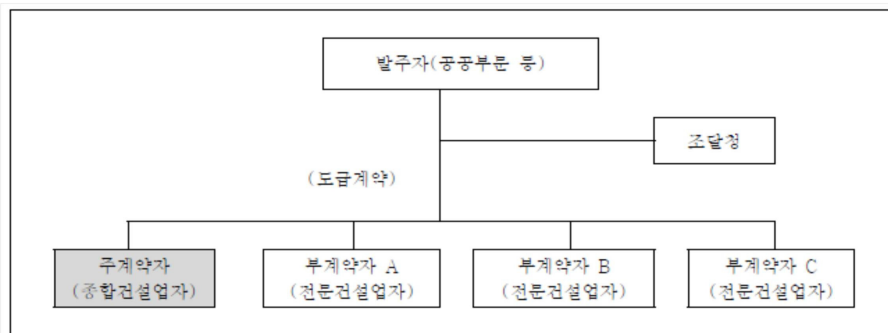 발주자(공공부문 등)
조달청
(도급계약)
주계약자
(종합건설업자)
부계약자 A
(전문건설업자)
부계약자 B
(전문건설업자)
부계약자 C
(전문건설업자)